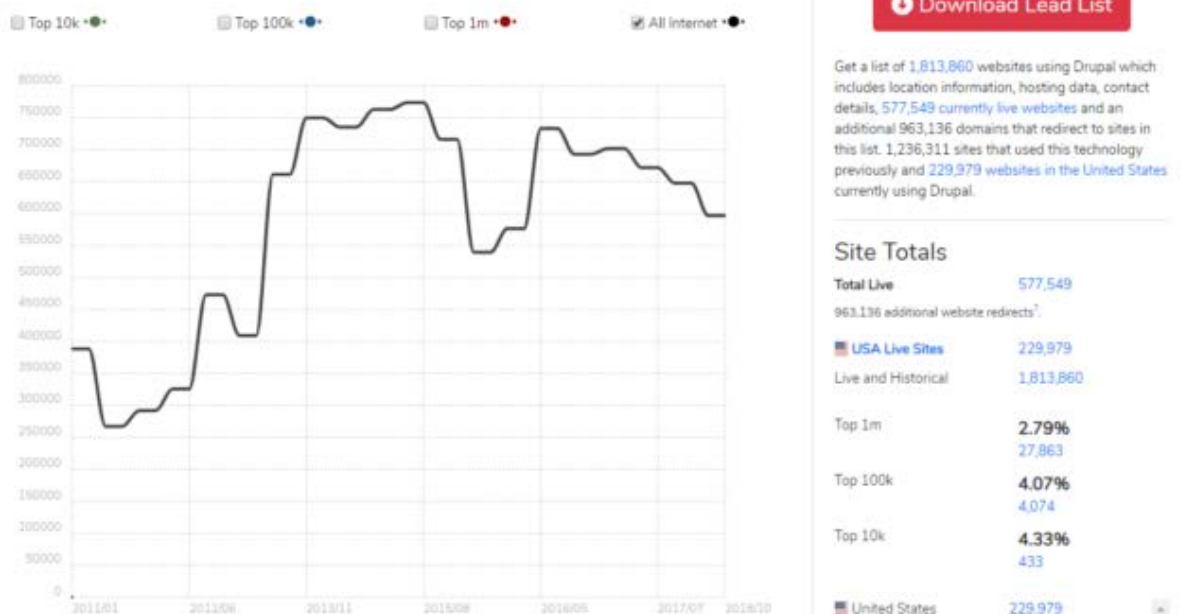 Top 10k
Top 100k
Top 1m
All Internet
800000
750000
700000
650000
600000
550000
500000
450000
400000
350000
300000
250000
200000
150000
100000
50000
0
2011/01
2012/06
2013/11
2015/08
2016/05
2017/07
2018/10
Download Lead List
Get a list of 1,813,860 websites using Drupal which
includes location information, hosting data, contact
details, 577,549 currently live websites and an
additional 963,136 domains that redirect to sites in
this list. 1,236,311 sites that used this technology
previously and 229,979 websites in the United States
currently using Drupal.
Site Totals
Total Live 577,549
963,136 additional website redirects?.
USA Live Sites 229,979
Live and Historical 1,813,860
Top 1m 2.79%
27,863
Top 100k 4.07%
4,074
Top 10k 4.33%
433
United States 229,979